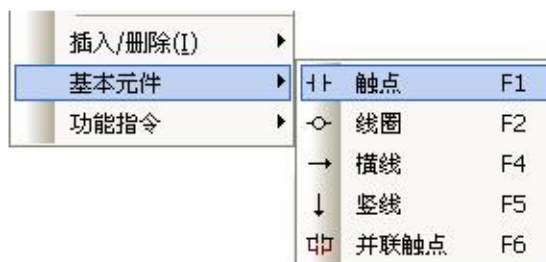 插入/删除(I)
基本元件
功能指令
触点 F1
线圈 F2
横线 F4
竖线 F5
并联触点 F6